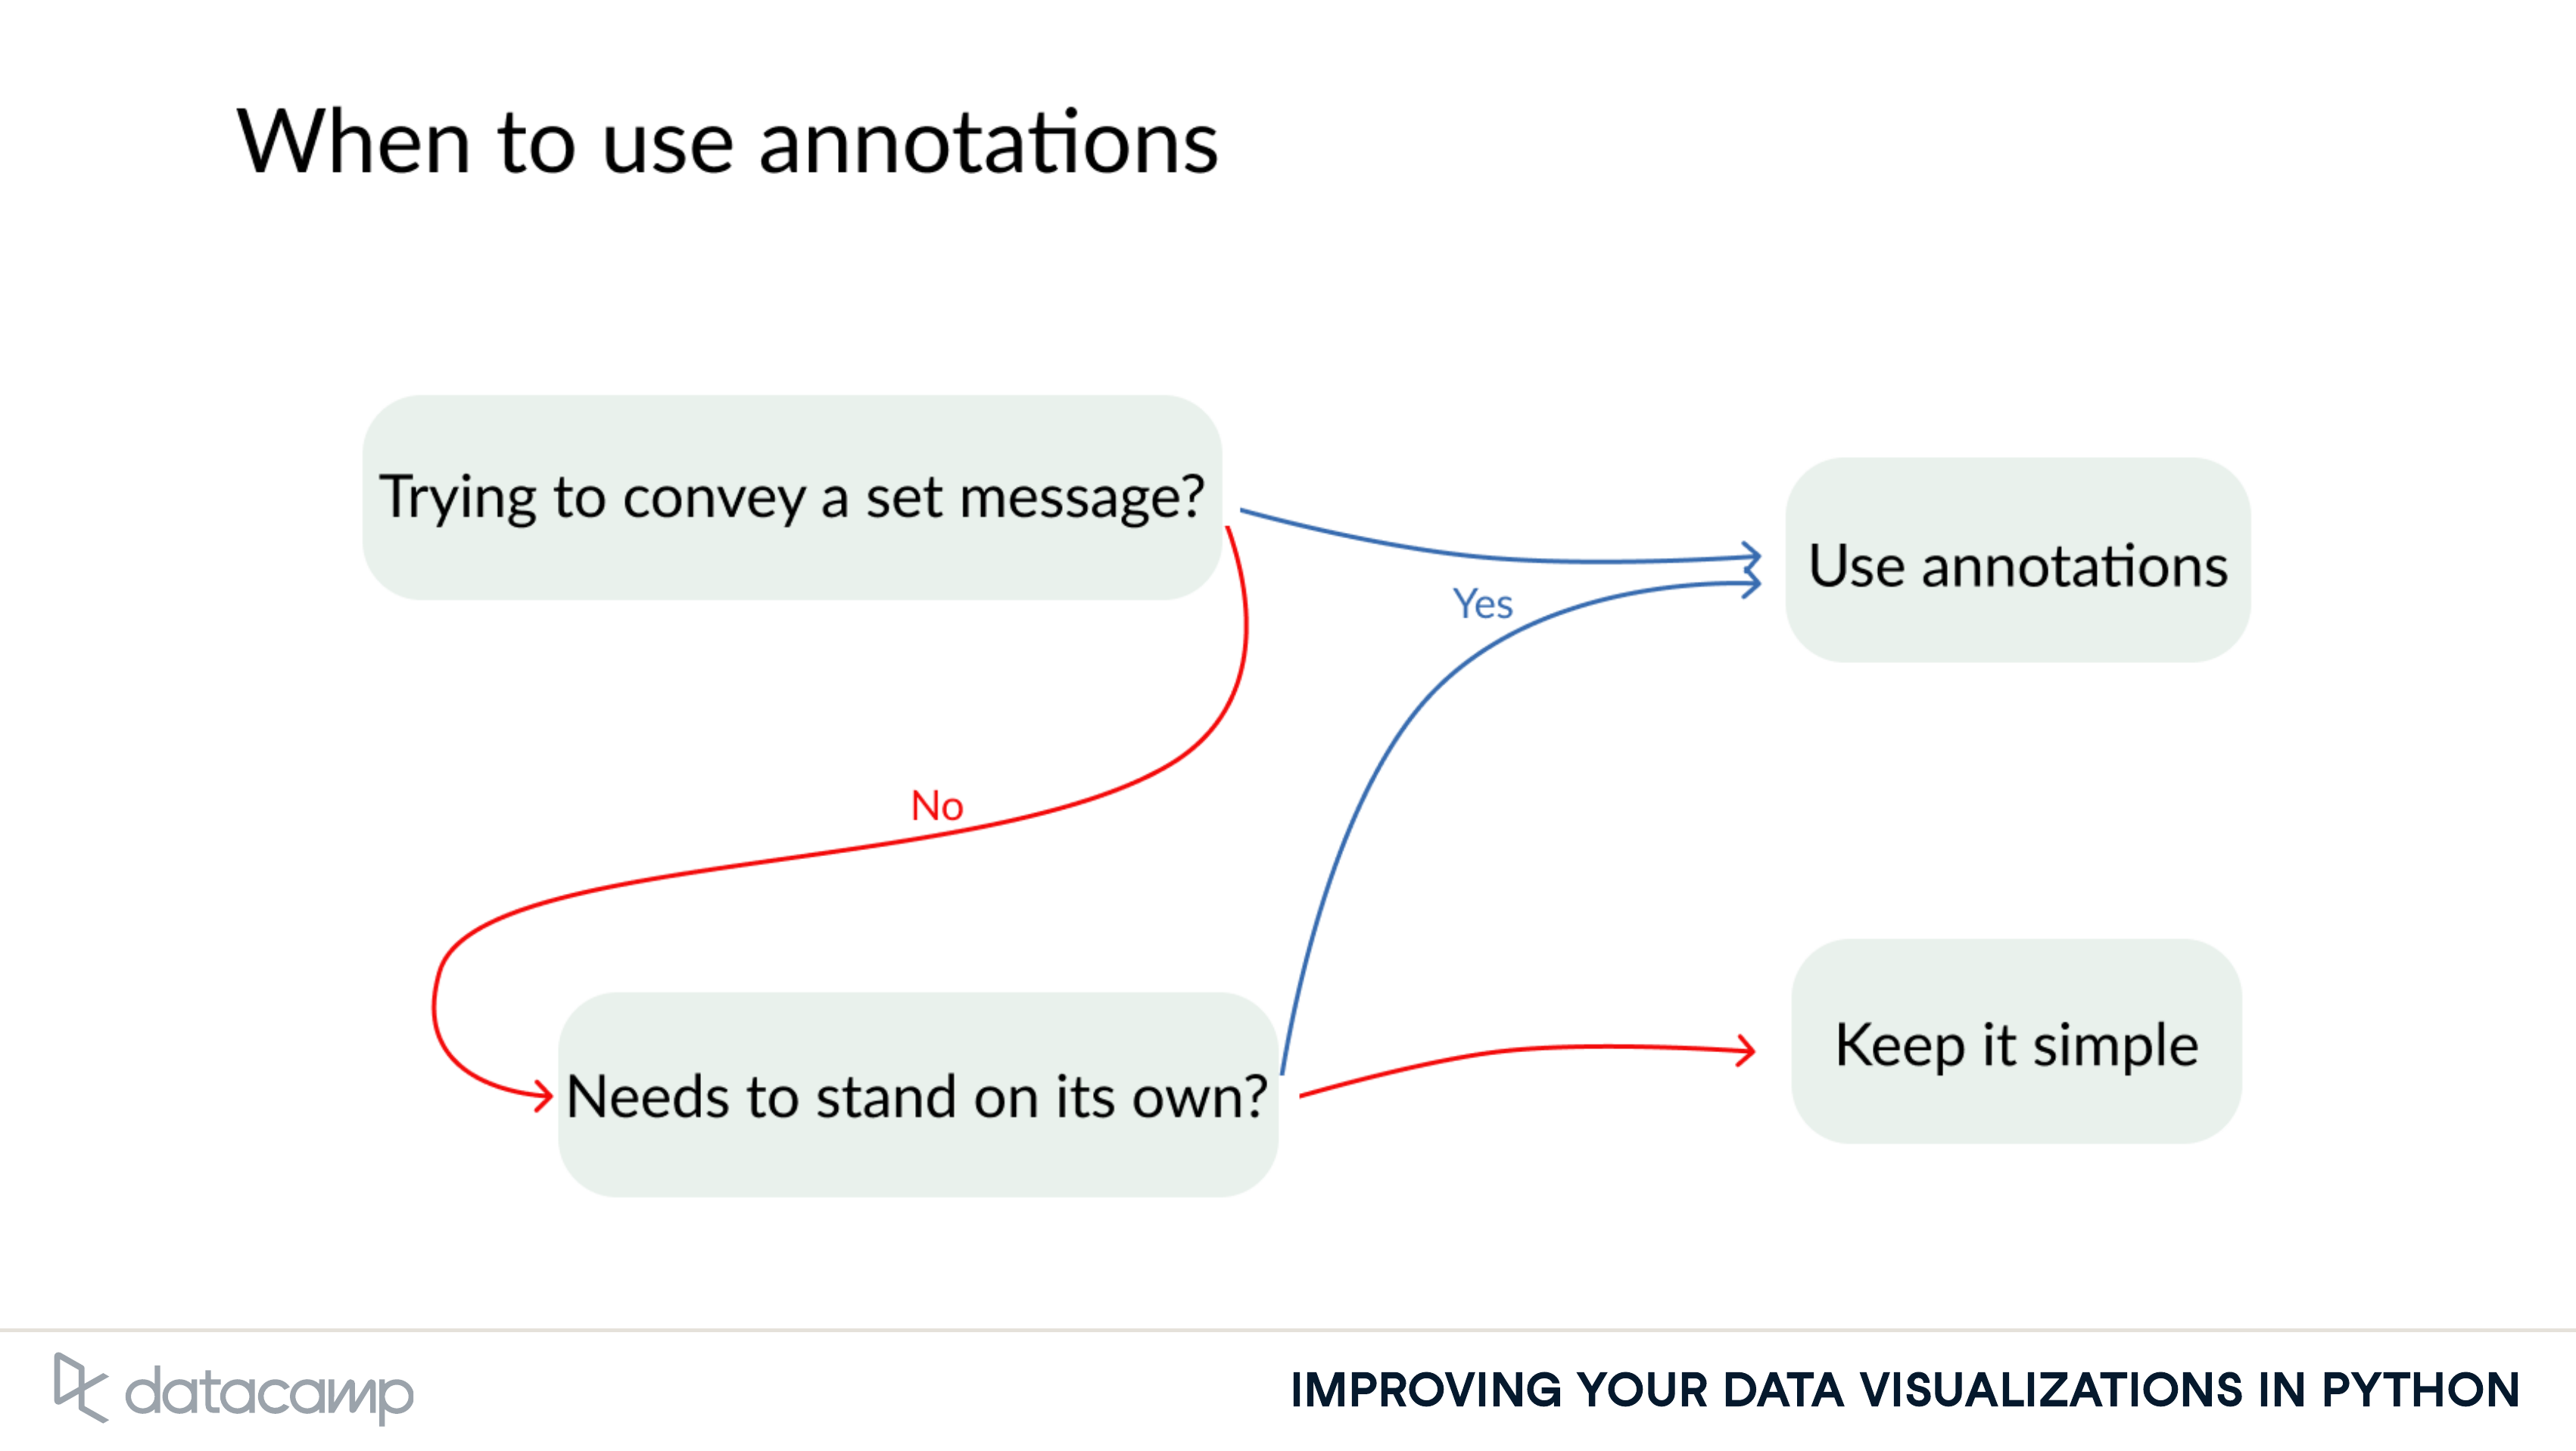 When to use annotations
Trying to convey a set message?
Use annotations
Yes
No
Keep it simple
Needs to stand on its own?
datacamp
IMPROVING YOUR DATA VISUALIZATIONS IN PYTHON